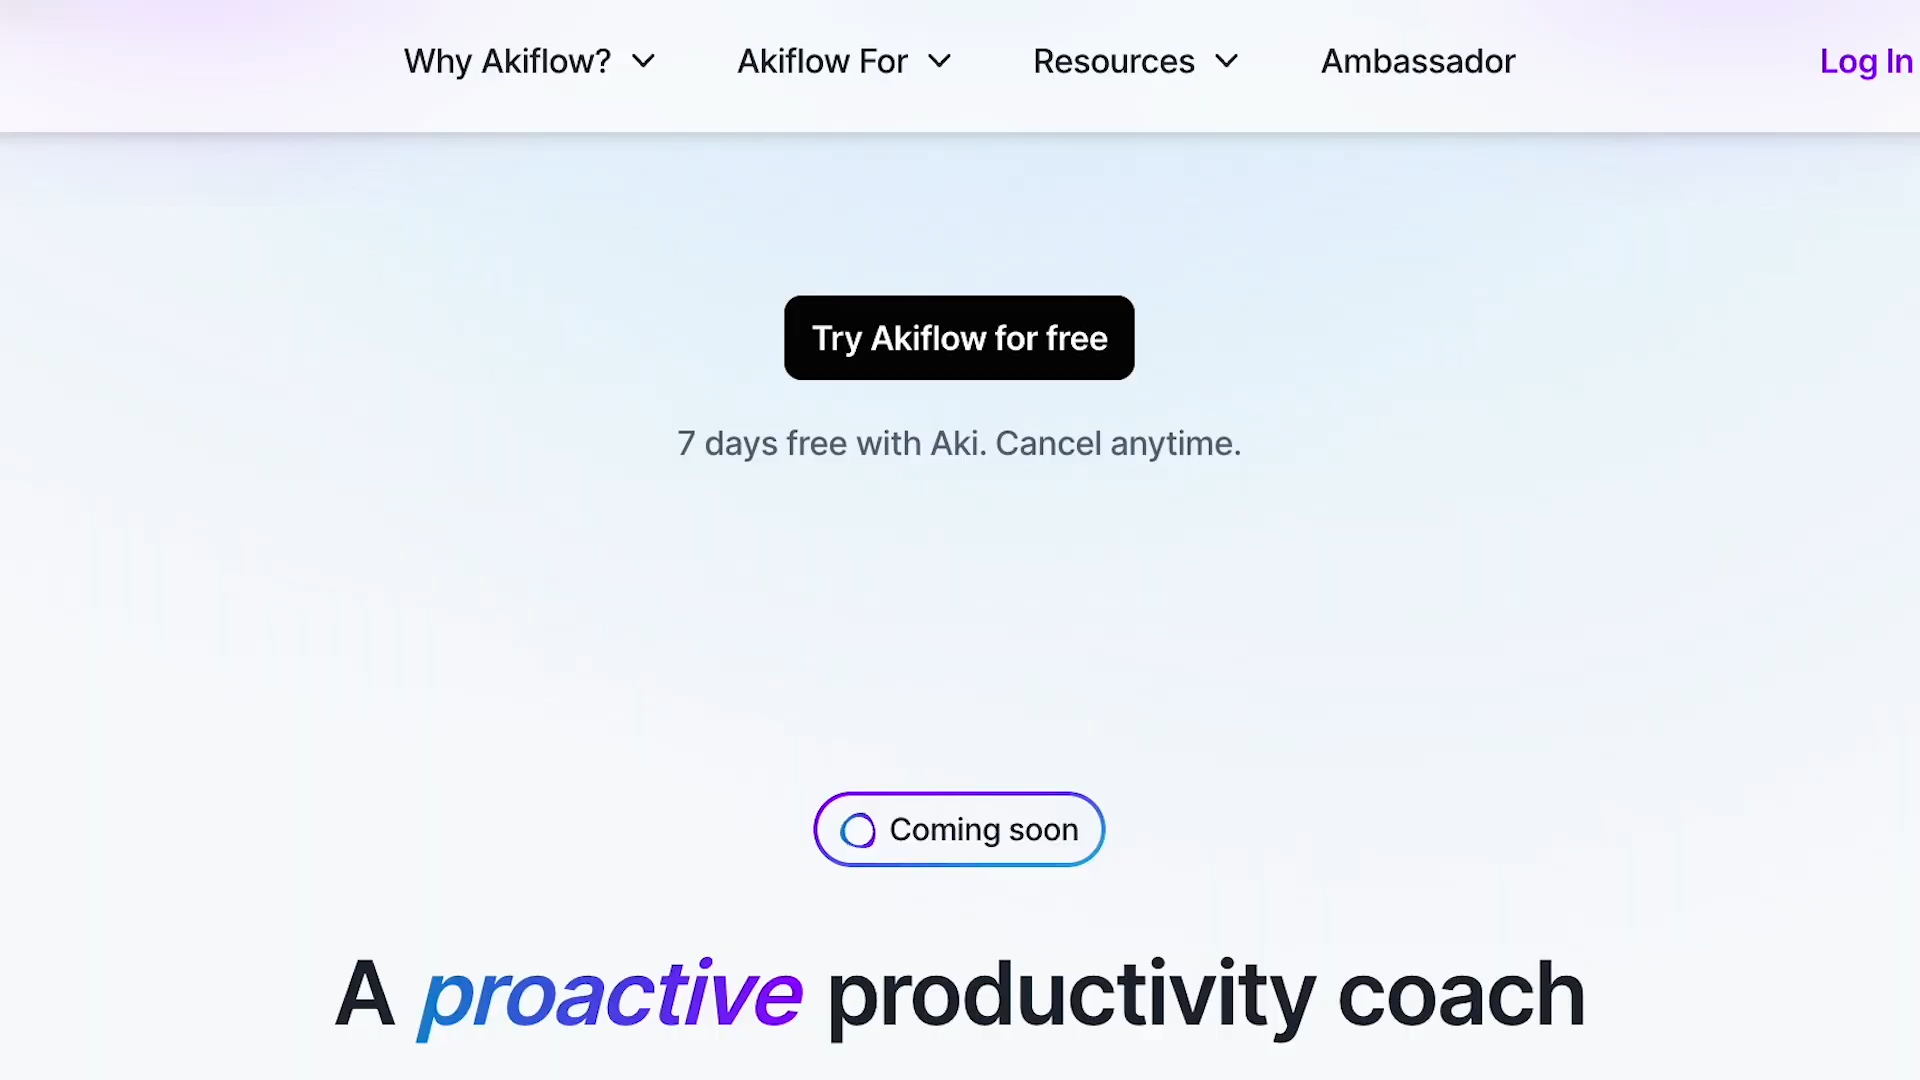 Why Akiflow? Akiflow For Resources Ambassador Log In
Try Akiflow for free
7 days free with Aki. Cancel anytime.
Coming soon
A proactive productivity coach